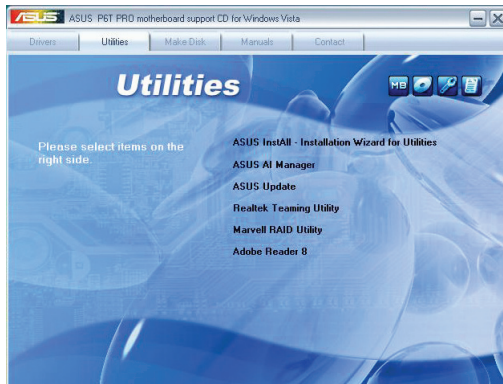 ASUS ASUS P6T PRO motherboard support CD for Windows Vista
Drivers Utilities Make Disk Manuals Contact
Utilities
MB
Please select items on the
right side.
ASUS InstAll - Installation Wizard for Utilities
ASUS AI Manager
ASUS Update
Realtek Teaming Utility
Marvell RAID Utility
Adobe Reader 8